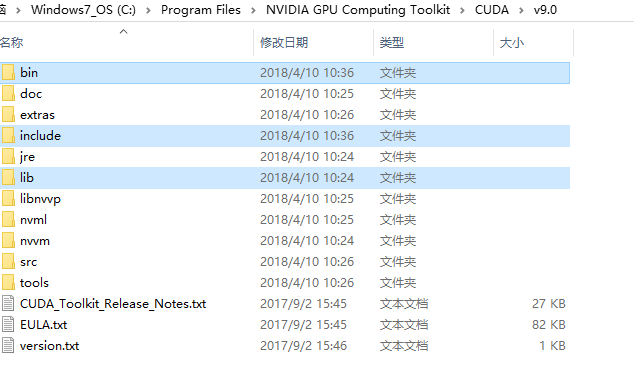 脑 > Windows7_OS (C:) > Program Files > NVIDIA GPU Computing Toolkit > CUDA > v9.0
名称 修改日期 类型 大小
bin 2018/4/10 10:36 文件夹
doc 2018/4/10 10:25 文件夹
extras 2018/4/10 10:26 文件夹
include 2018/4/10 10:36 文件夹
jre 2018/4/10 10:24 文件夹
lib 2018/4/10 10:24 文件夹
libnvvp 2018/4/10 10:25 文件夹
nvml 2018/4/10 10:25 文件夹
nvvm 2018/4/10 10:24 文件夹
src 2018/4/10 10:26 文件夹
tools 2018/4/10 10:26 文件夹
CUDA_Toolkit_Release_Notes.txt 2017/9/2 15:45 文本文档 27 KB
EULA.txt 2017/9/2 15:45 文本文档 82 KB
version.txt 2017/9/2 15:46 文本文档 1 KB